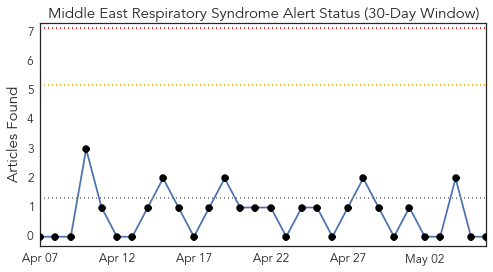 Middle East Respiratory Syndrome Alert Status (30-Day Window)
Articles Found
7
6
5
4
3
2
1
0
Apr 07
Apr 12
Apr 17
Apr 22
Apr 27
May 02